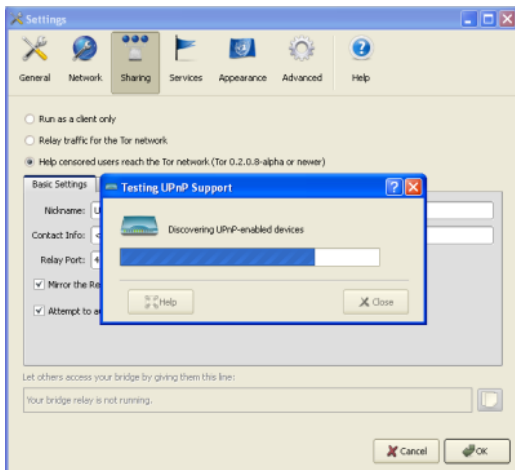 Settings
General Network Sharing Services Appearance Advanced Help
Run as a client only
Relay traffic for the Tor network
Help censored users reach the Tor network (Tor 0.2.0.8-alpha or newer)
Basic Settings
Testing UPnP Support
Nickname: U
Discovering UPnP-enabled devices
Contact Info: <
Relay Port: 4
Mirror the Re
Help Close
Attempt to a
Let others access your bridge by giving them this line:
Your bridge relay is not running.
Cancel OK